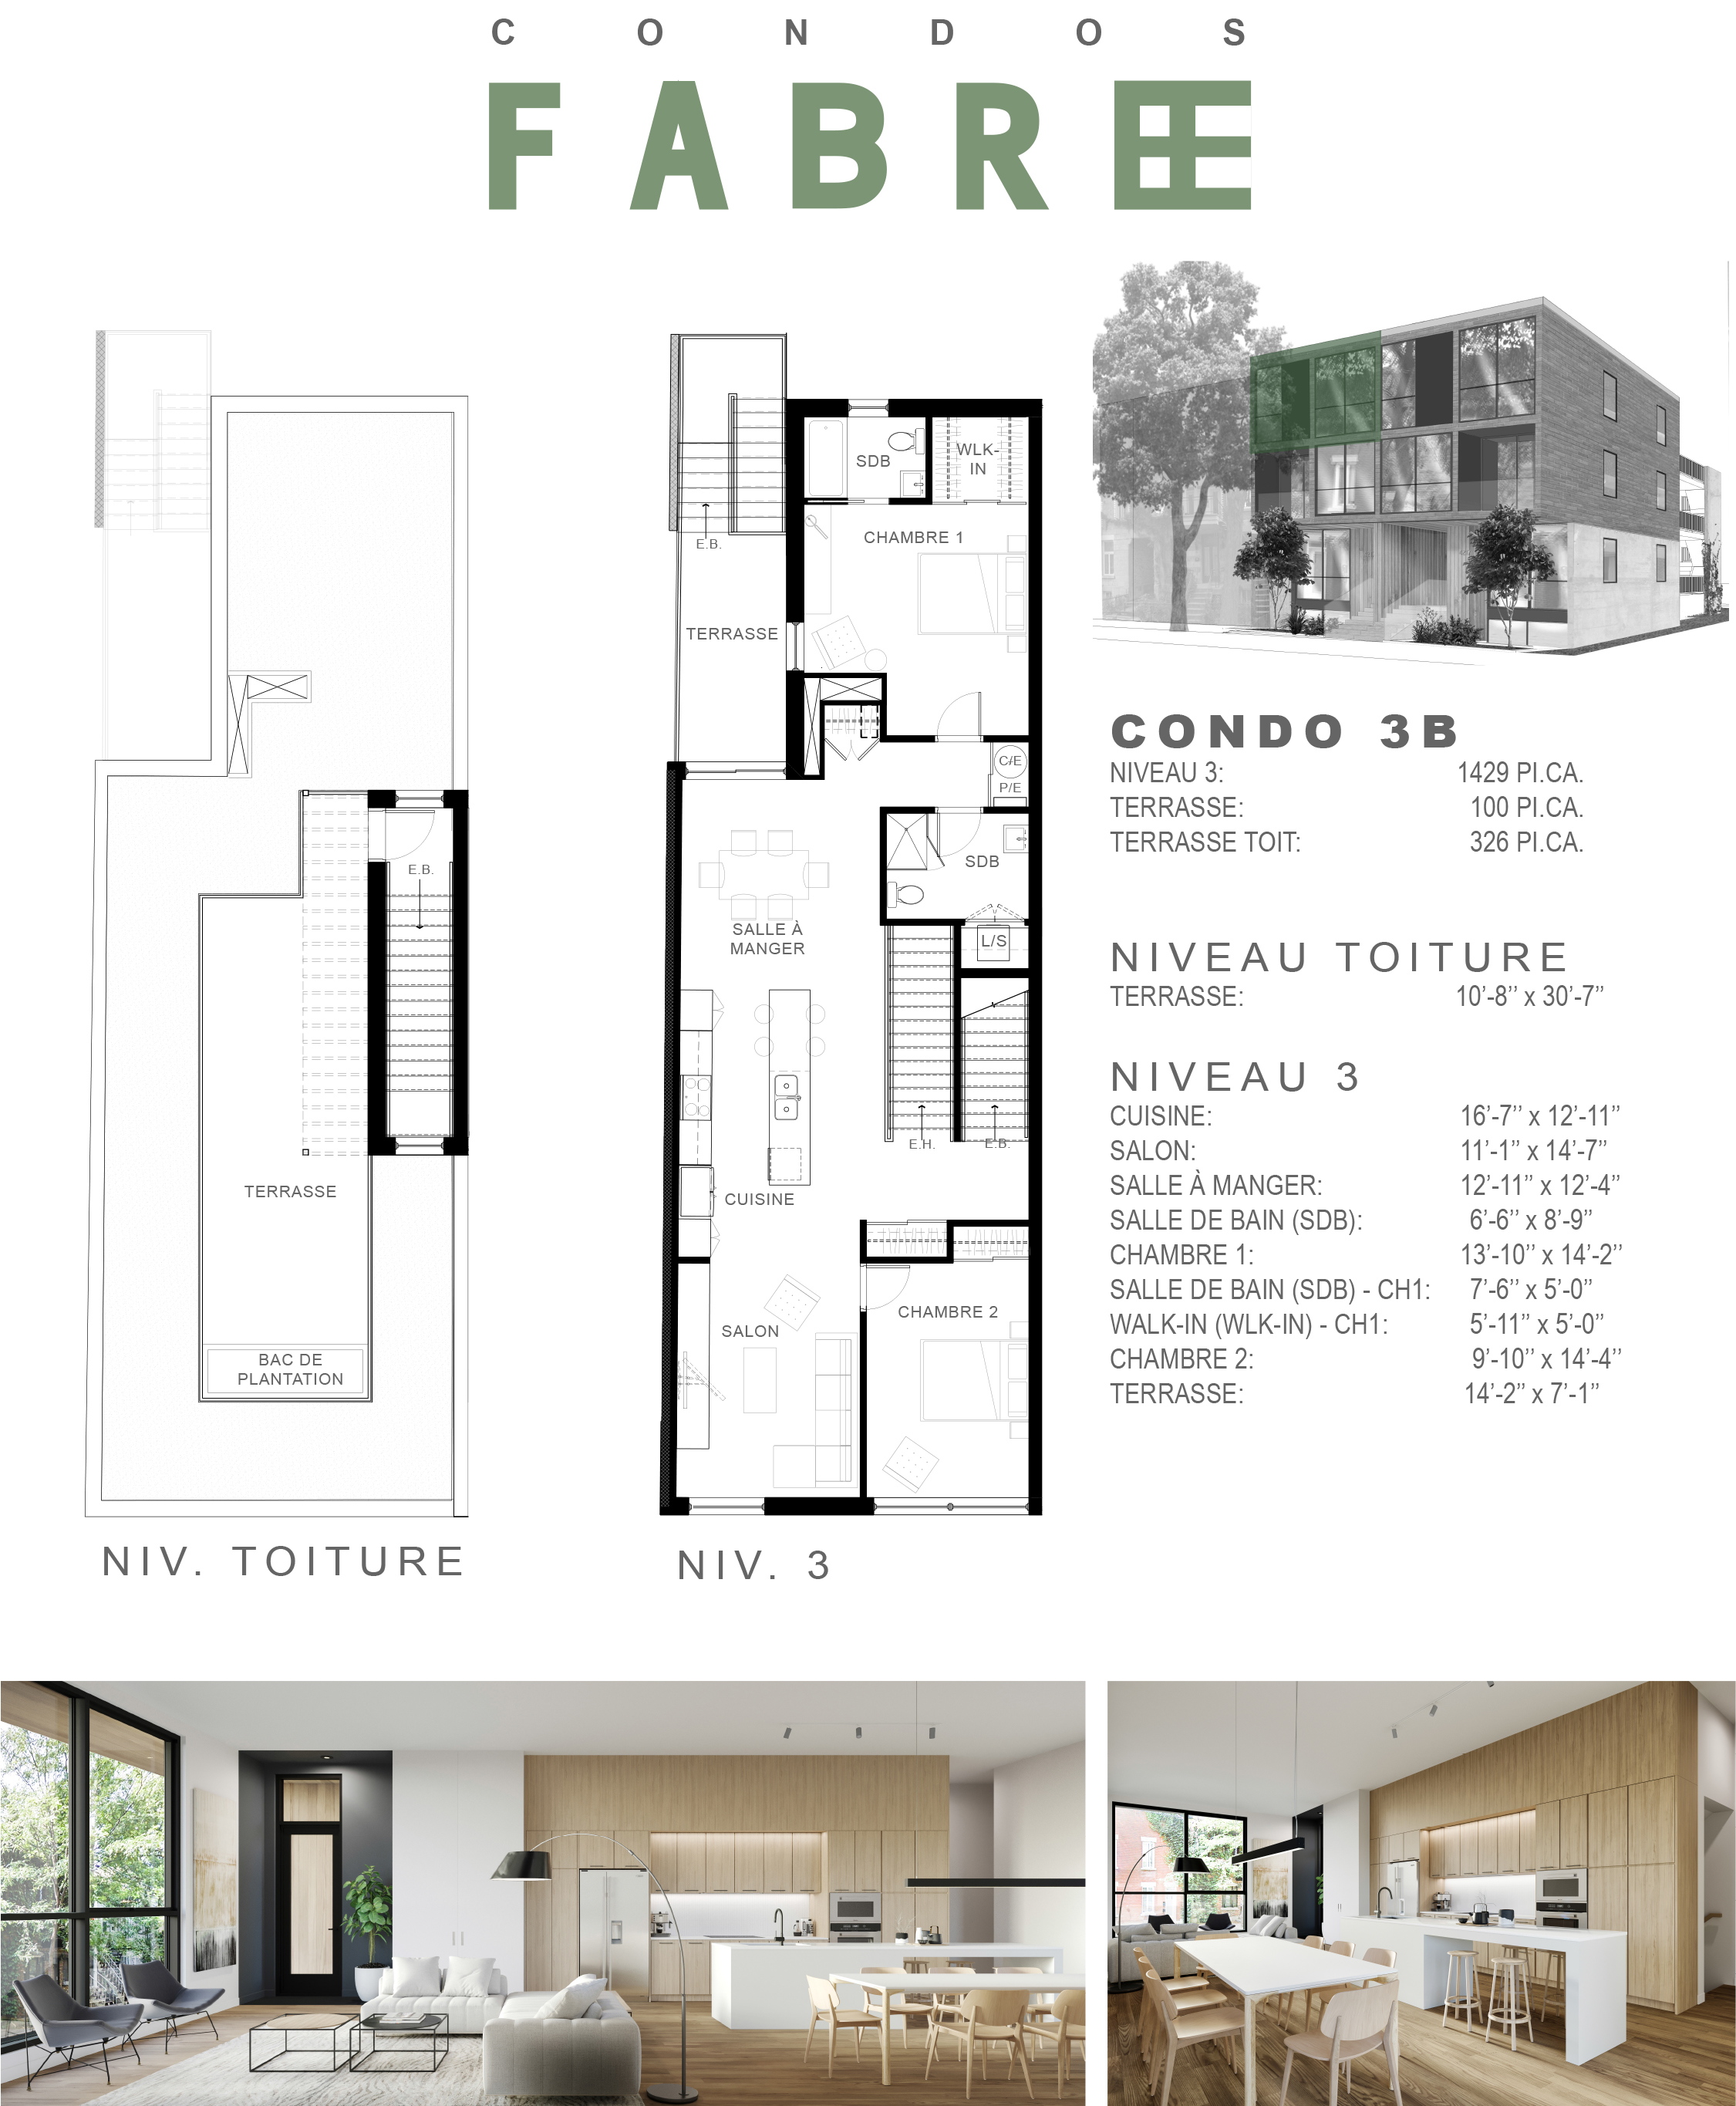 CONDOS
FABRE
SDB
WLK-
IN
CHAMBRE 1
E.B.
TERRASSE
C/E
P/E
E.B.
SDB
SALLE À
MANGER
L/S
E.H.
E.B.
TERRASSE
CUISINE
CHAMBRE 2
SALON
BAC DE
PLANTATION
NIV. TOITURE
NIV. 3
CONDO 3B
NIVEAU 3: 1429 PI.CA.
TERRASSE: 100 PI.CA.
TERRASSE TOIT: 326 PI.CA.
NIVEAU TOITURE
TERRASSE: 10’-8’’ x 30’-7’’
NIVEAU 3
CUISINE: 16’-7’’ x 12’-11’’
SALON: 11’-1’’ x 14’-7’’
SALLE À MANGER: 12’-11’’ x 12’-4’’
SALLE DE BAIN (SDB): 6’-6’’ x 8’-9’’
CHAMBRE 1: 13’-10’’ x 14’-2’’
SALLE DE BAIN (SDB) - CH1: 7’-6’’ x 5’-0’’
WALK-IN (WLK-IN) - CH1: 5’-11’’ x 5’-0’’
CHAMBRE 2: 9’-10’’ x 14’-4’’
TERRASSE: 14’-2’’ x 7’-1’’